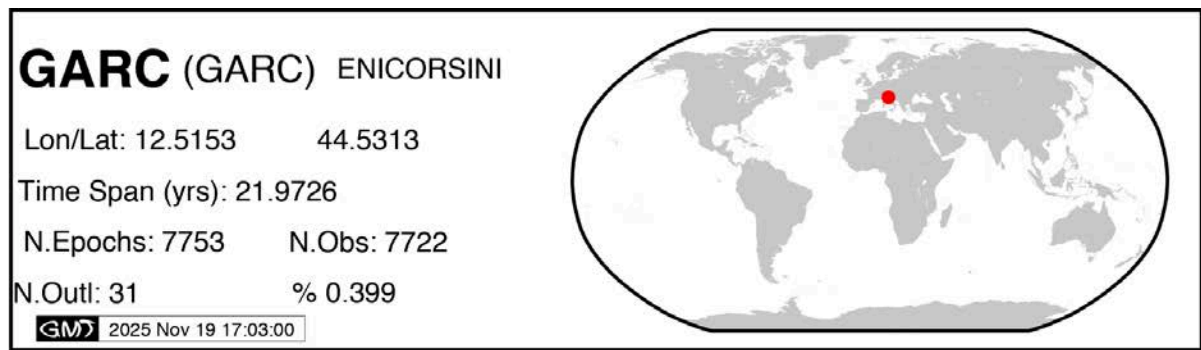 GARC (GARC) ENICORSINI
Lon/Lat: 12.5153 44.5313
Time Span (yrs): 21.9726
N.Epochs: 7753 N.Obs: 7722
N.Outl: 31 % 0.399
GMT 2025 Nov 19 17:03:00